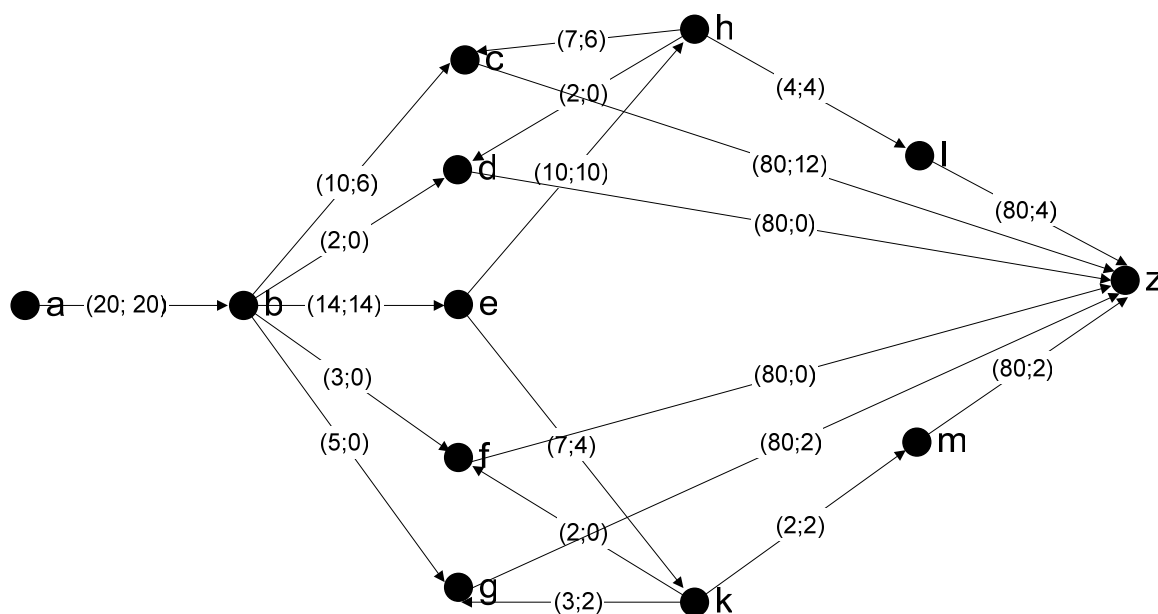 h
(7;6)
c
(2;0)
(4;4)
l
(10;10)
(80;12)
d
(10;6)
(80;4)
(2;0)
(80;0)
z
a
(20; 20)
b
(14;14)
e
(3;0)
(80;0)
(80;2)
(5;0)
(7;4)
(80;2)
m
f
(2;0)
(2;2)
g
(3;2)
k